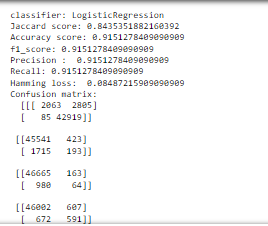 classifier: LogisticRegression
Jaccard score: 0.8435351882160392
Accuracy score: 0.9151278409090909
f1_score: 0.9151278409090909
Precision :  0.9151278409090909
Recall: 0.9151278409090909
Hamming loss:  0.08487215909090909
Confusion matrix:
[[[ 2063  2805]
[   85 42919]]
[[45541   423]
[ 1715   193]]
[[46665   163]
[  980    64]]
[[46002   607]
[  672   591]]